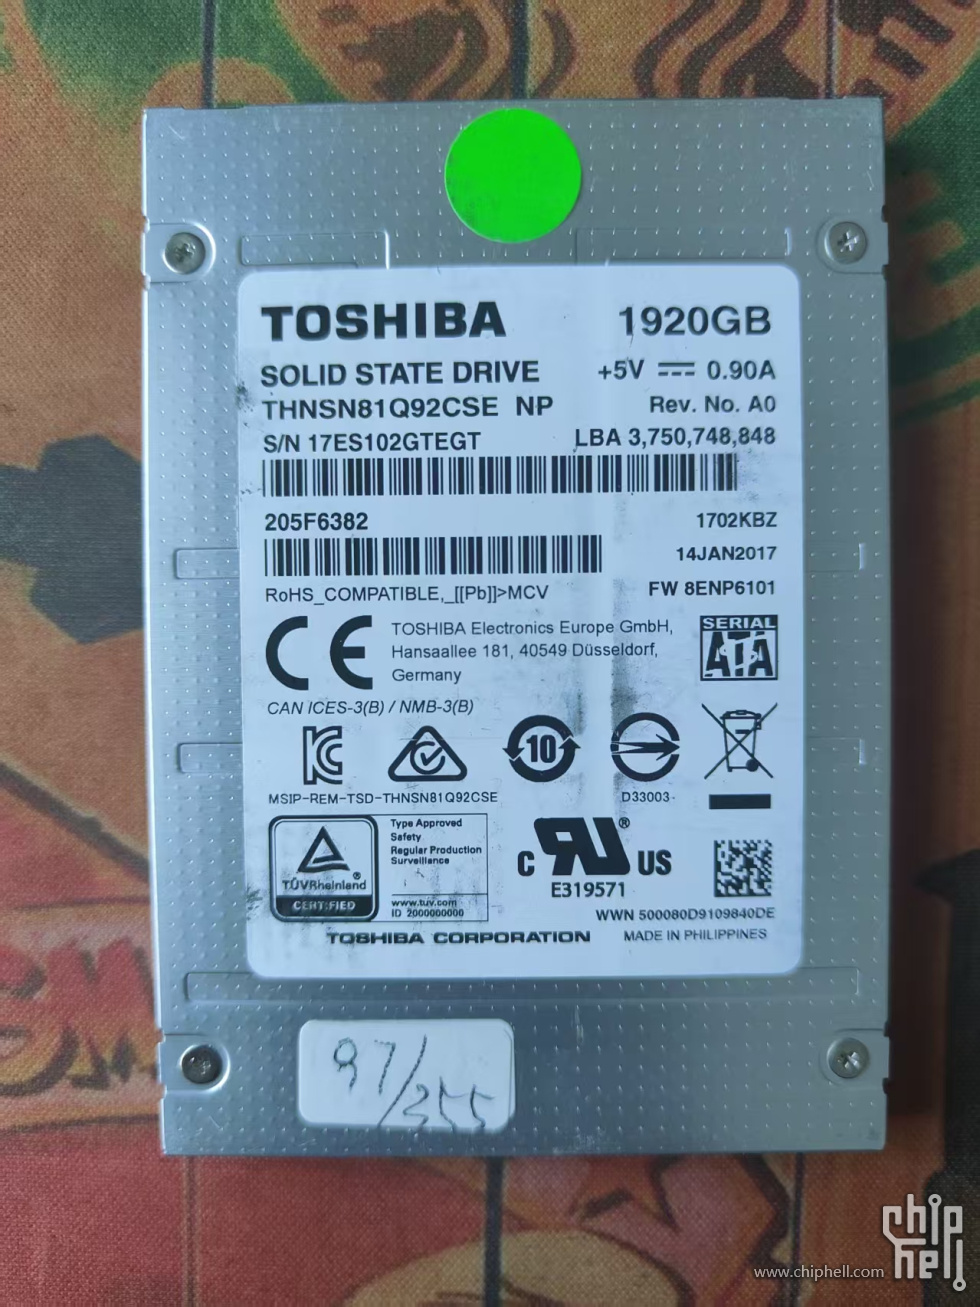 TOSHIBA 1920GB
SOLID STATE DRIVE +5V 0.90A
THNSN81Q92CSE NP Rev. No. A0
S/N 17ES102GTEGT LBA 3,750,748,848
205F6382 1702KBZ
14JAN2017
RoHS_COMPATIBLE,_[[Pb]]>MCV FW 8ENP6101
CE TOSHIBA Electronics Europe GmbH,
Hansaallee 181, 40549 Düsseldorf,
Germany
SERIAL
ATA
CAN ICES-3(B) / NMB-3(B)
10
MSIP-REM-TSD-THNSN81Q92CSE D33003
TÜVRheinland®
CERTIFIED
Type Approved
Safety
Regular Production
Surveillance
www.tuv.com
ID 2000000000
C RU® US
E319571
WWN 500080D9109840DE
TOSHIBA CORPORATION MADE IN PHILIPPINES
97/255
chip
hell
www.chiphell.com